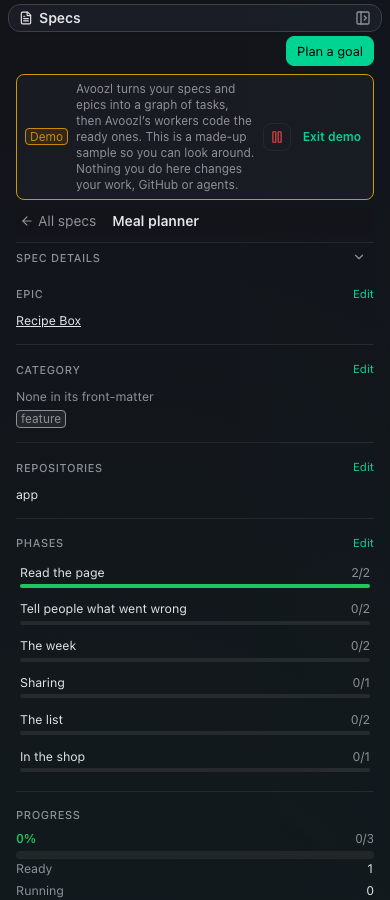 Specs
Plan a goal
Demo
Avoozl turns your specs and
epics into a graph of tasks,
then Avoozl's workers code the
ready ones. This is a made-up
sample so you can look around.
Nothing you do here changes
your work, GitHub or agents.
Exit demo
← All specs Meal planner
SPEC DETAILS
EPIC Edit
Recipe Box
CATEGORY Edit
None in its front-matter
feature
REPOSITORIES Edit
app
PHASES Edit
Read the page 2/2
Tell people what went wrong 0/2
The week 0/2
Sharing 0/1
The list 0/2
In the shop 0/1
PROGRESS
0% 0/3
Ready 1
Running 0